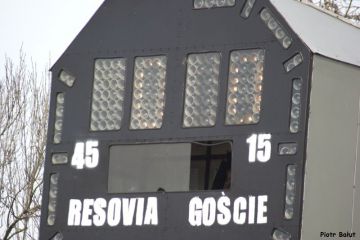 45 15
RESOVIA GOŚCIE
Piotr Bałut